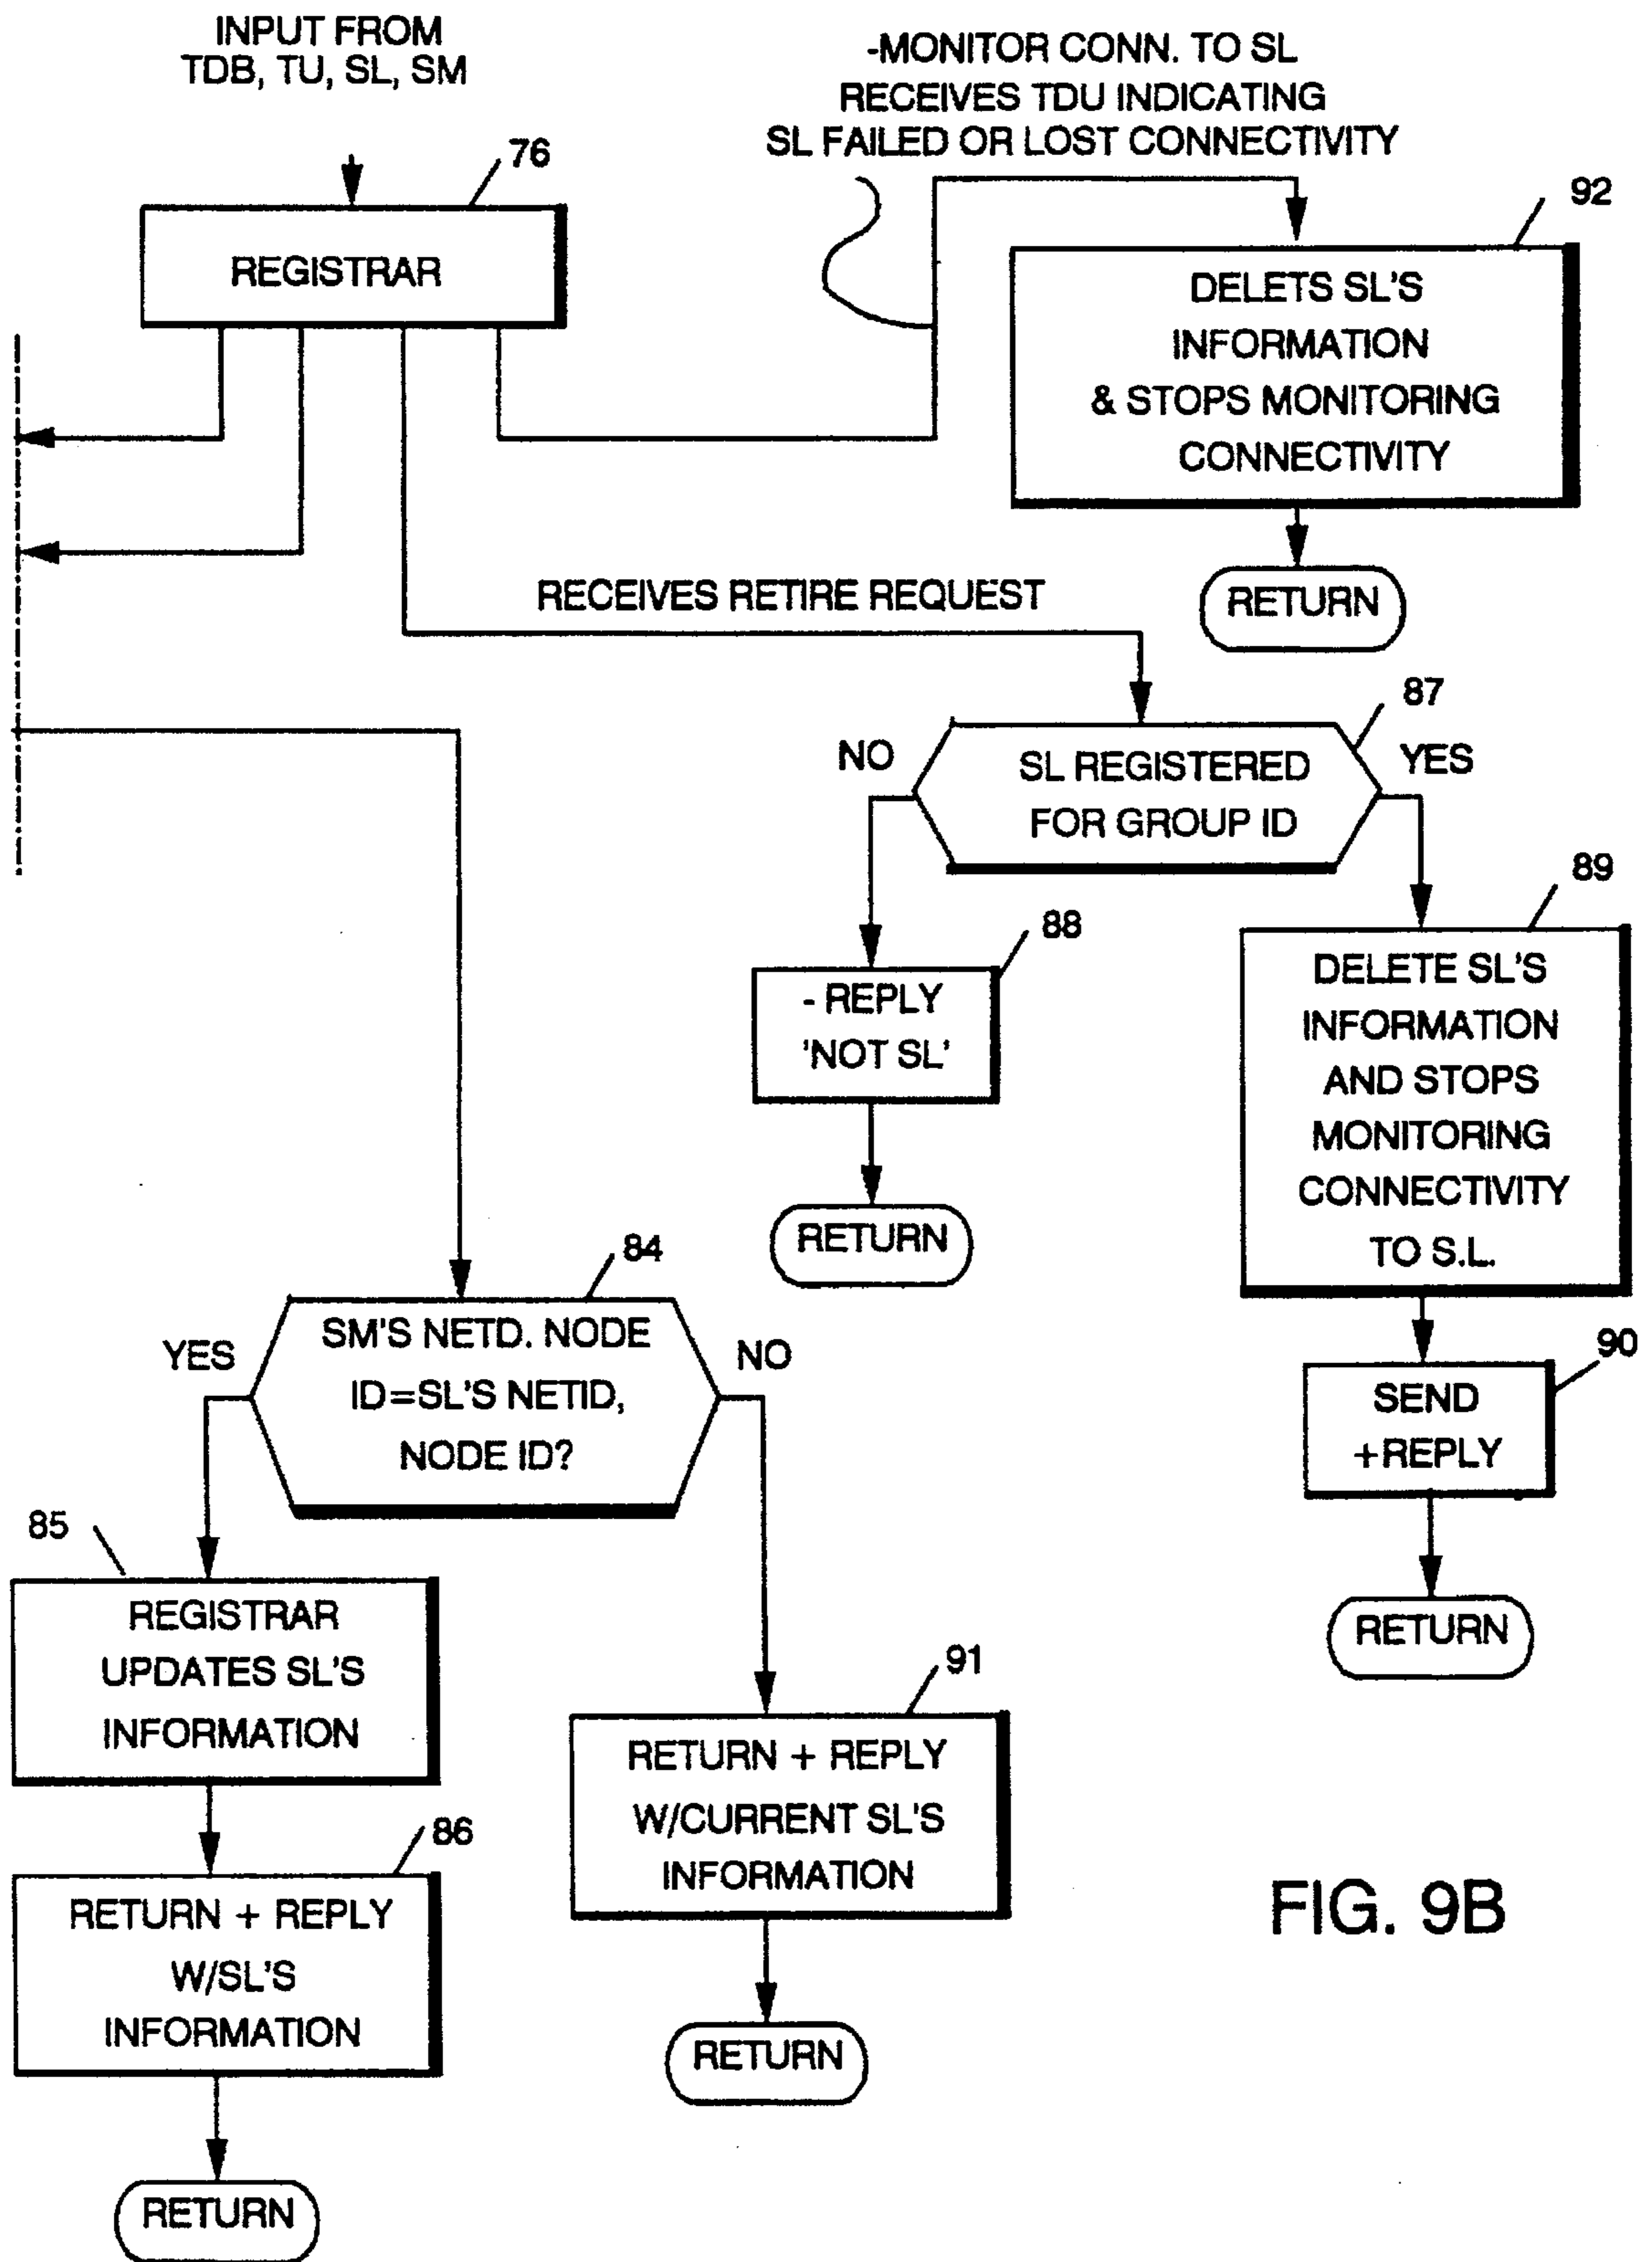 INPUT FROM
TDB, TU, SL, SM
-MONITOR CONN. TO SL
RECEIVES TDU INDICATING
SL FAILED OR LOST CONNECTIVITY
76
REGISTRAR
92
DELETS SL'S
INFORMATION
& STOPS MONITORING
CONNECTIVITY
RETURN
RECEIVES RETIRE REQUEST
87
NO
SL REGISTERED
FOR GROUP ID
YES
88
- REPLY
'NOT SL'
RETURN
89
DELETE SL'S
INFORMATION
AND STOPS
MONITORING
CONNECTIVITY
TO S.L.
90
SEND
+REPLY
RETURN
84
YES
SM'S NETD. NODE
ID=SL'S NETID,
NODE ID?
NO
85
REGISTRAR
UPDATES SL'S
INFORMATION
86
RETURN + REPLY
W/SL'S
INFORMATION
RETURN
91
RETURN + REPLY
W/CURRENT SL'S
INFORMATION
RETURN
FIG. 9B